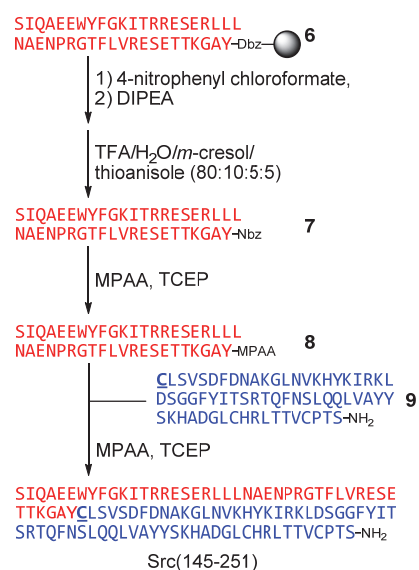 SIQAEEWYFGKITRRESERLLL
NAENPRGTFLVRESETTKGAY–Dbz 6
1) 4-nitrophenyl chloroformate,
2) DIPEA
TFA/H2O/m-cresol/
thioanisole (80:10:5:5)
SIQAEEWYFGKITRRESERLLL
NAENPRGTFLVRESETTKGAY–Nbz 7
MPAA, TCEP
SIQAEEWYFGKITRRESERLLL
NAENPRGTFLVRESETTKGAY–MPAA 8
CLSVSDFDNAKGLNVKHYKIRKL
DSGGFYITSRTQFNSLQQLVAYY 9
SKHADGLCHRLTTVCPTS–NH2
MPAA, TCEP
SIQAEEWYFGKITRRESERLLLNAENPRGTFLVRESE
TTKGAYCLSVSDFDNAKGLNVKHYKIRKLDSGGFYIT
SRTQFNSLQQLVAYYSKHADGLCHRLTTVCPTS–NH2
Src(145-251)